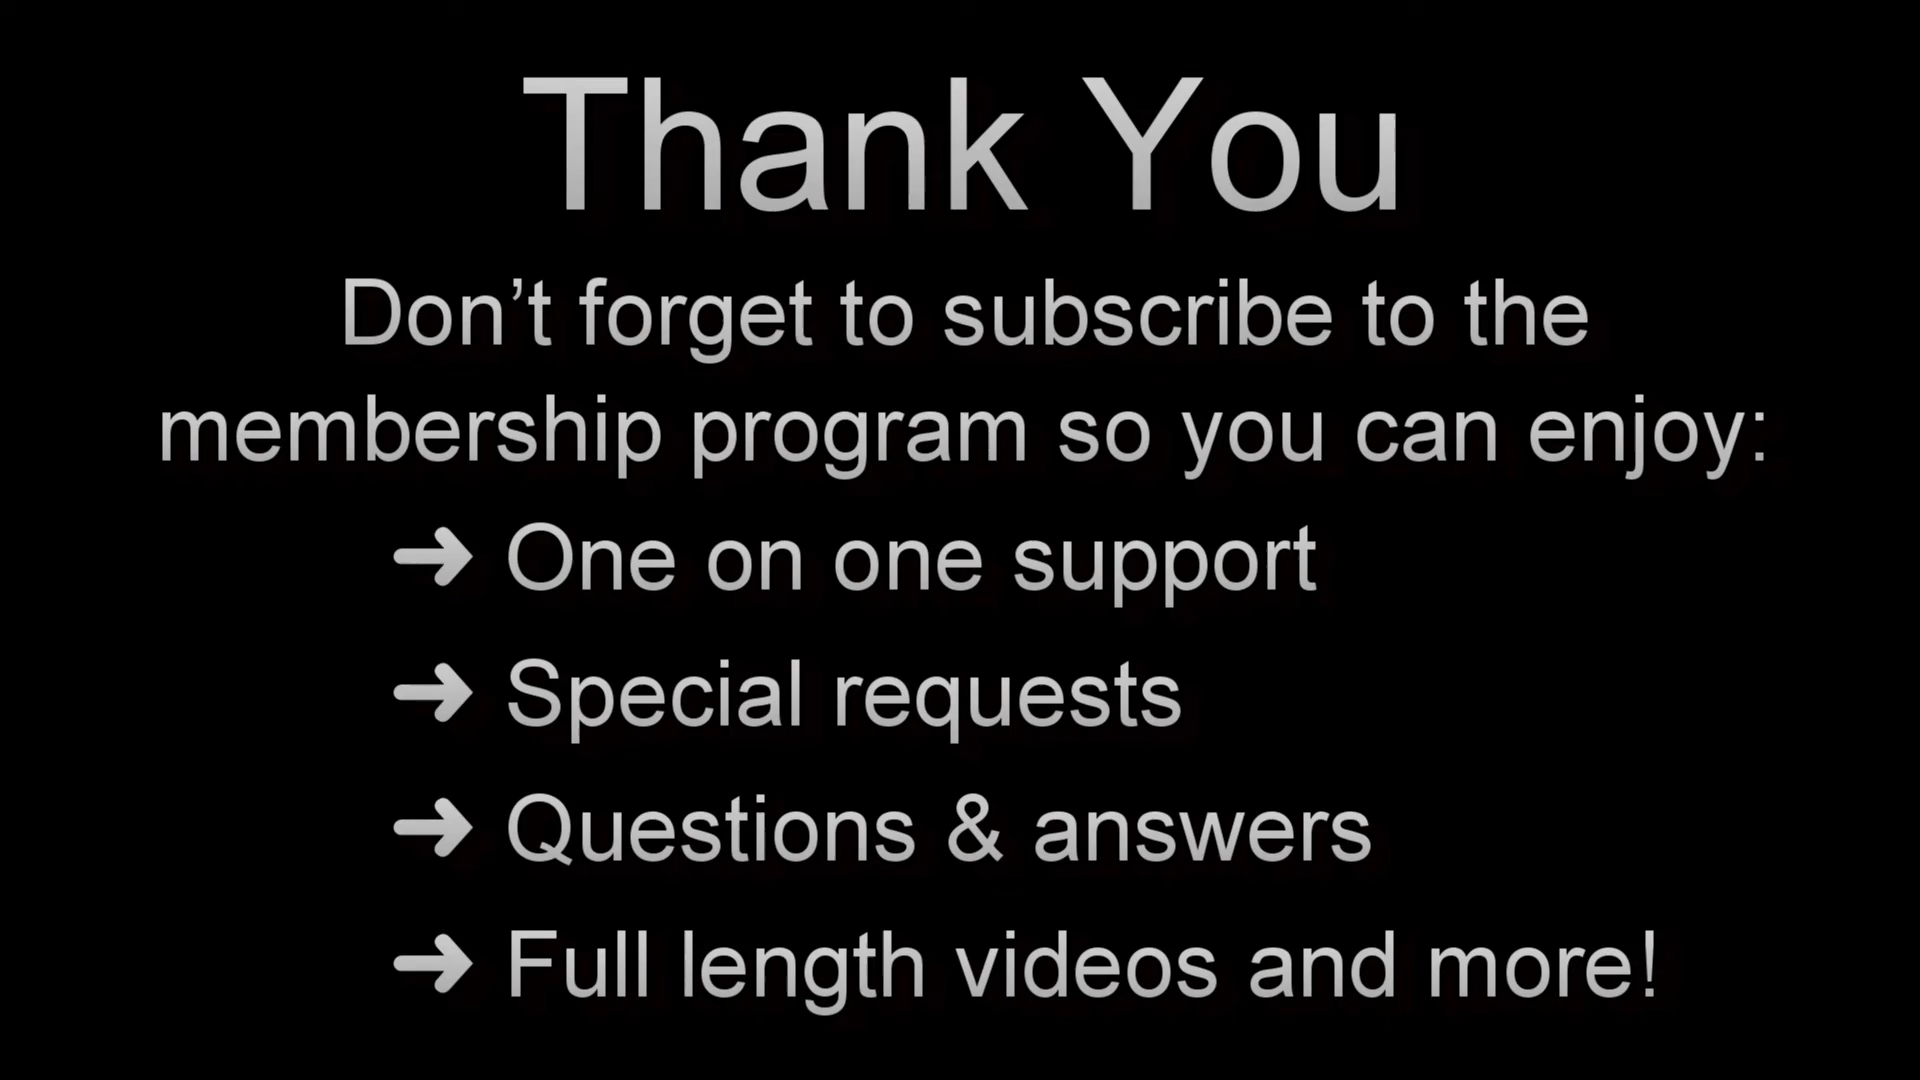 Thank You
Don’t forget to subscribe to the
membership program so you can enjoy:
➜ One on one support
➜ Special requests
➜ Questions & answers
➜ Full length videos and more!